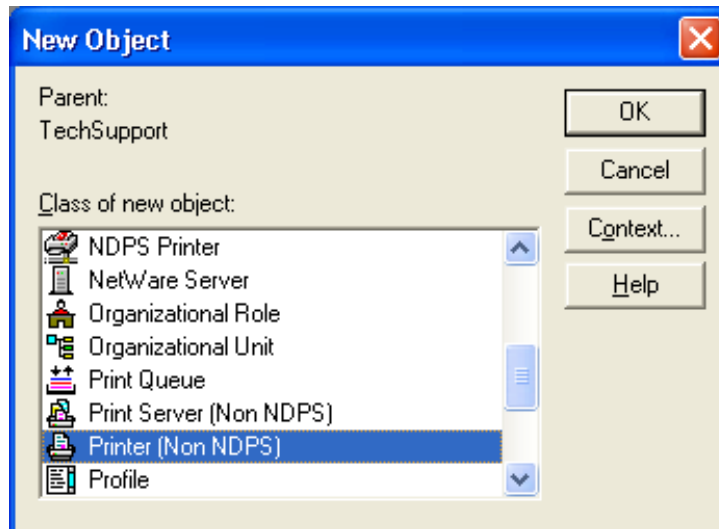 New Object
Parent:
TechSupport
OK
Cancel
Class of new object:
Context...
NDPS Printer
NetWare Server
Help
Organizational Role
Organizational Unit
Print Queue
Print Server (Non NDPS)
Printer (Non NDPS)
Profile